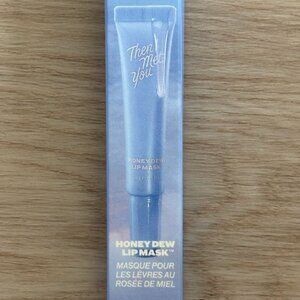 Then
Met
You
HONEY DEW
LIP MASK
HONEY DEW
LIP MASK™
MASQUE POUR
LES LÈVRES AU
ROSÉE DE MIEL